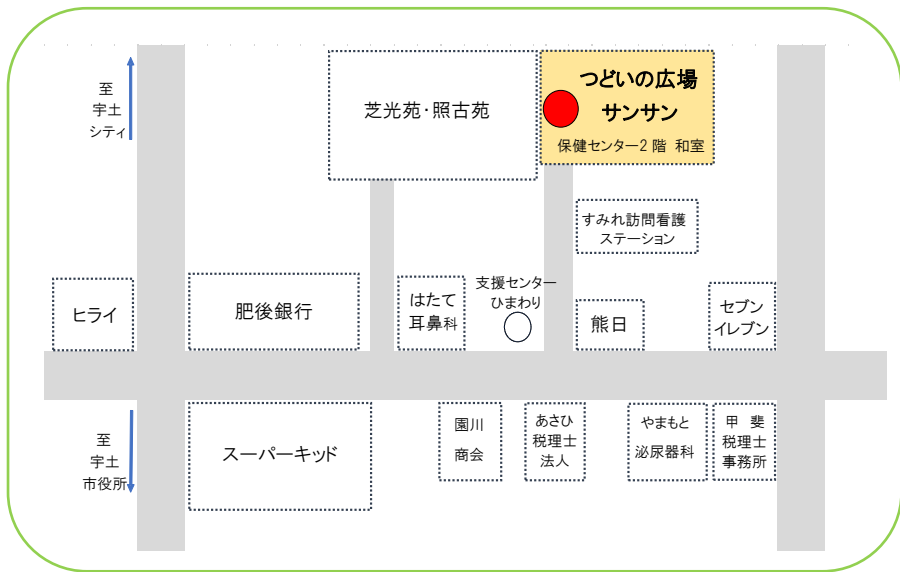 至
宇土
シティ
芝光苑・照古苑
つどいの広場
サンサン
保健センター2階 和室
すみれ訪問看護
ステーション
ヒライ
肥後銀行
はたて
耳鼻科
支援センター
ひまわり
熊日
セブン
イレブン
至
宇土
市役所
スーパーキッド
園川
商会
あさひ
税理士
法人
やまもと
泌尿器科
甲 斐
税理士
事務所